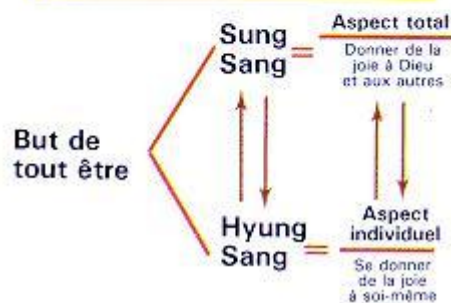 Sung
Sang
=
Aspect total
Donner de la
joie à Dieu
et aux autres
But de
tout être
Hyung
Sang
=
Aspect
individuel
Se donner
de la joie
à soi-même